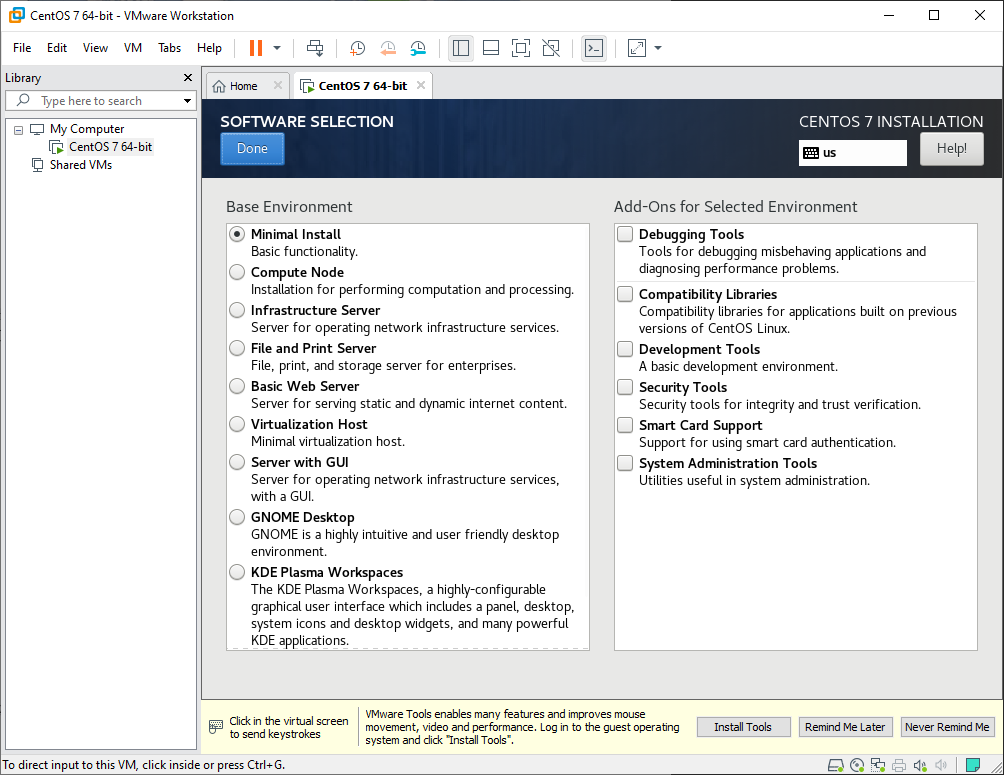 CentOS 7 64-bit - VMware Workstation
File Edit View VM Tabs Help
Library
Type here to search
My Computer
CentOS 7 64-bit
Shared VMs
Home
CentOS 7 64-bit
SOFTWARE SELECTION
Done
CENTOS 7 INSTALLATION
us
Help!
Base Environment
Minimal Install
Basic functionality.
Compute Node
Installation for performing computation and processing.
Infrastructure Server
Server for operating network infrastructure services.
File and Print Server
File, print, and storage server for enterprises.
Basic Web Server
Server for serving static and dynamic internet content.
Virtualization Host
Minimal virtualization host.
Server with GUI
Server for operating network infrastructure services,
with a GUI.
GNOME Desktop
GNOME is a highly intuitive and user friendly desktop
environment.
KDE Plasma Workspaces
The KDE Plasma Workspaces, a highly-configurable
graphical user interface which includes a panel, desktop,
system icons and desktop widgets, and many powerful
KDE applications.
Add-Ons for Selected Environment
Debugging Tools
Tools for debugging misbehaving applications and
diagnosing performance problems.
Compatibility Libraries
Compatibility libraries for applications built on previous
versions of CentOS Linux.
Development Tools
A basic development environment.
Security Tools
Security tools for integrity and trust verification.
Smart Card Support
Support for using smart card authentication.
System Administration Tools
Utilities useful in system administration.
Click in the virtual screen
to send keystrokes
VMware Tools enables many features and improves mouse
movement, video and performance. Log in to the guest operating
system and click "Install Tools".
Install Tools
Remind Me Later
Never Remind Me
To direct input to this VM, click inside or press Ctrl+G.